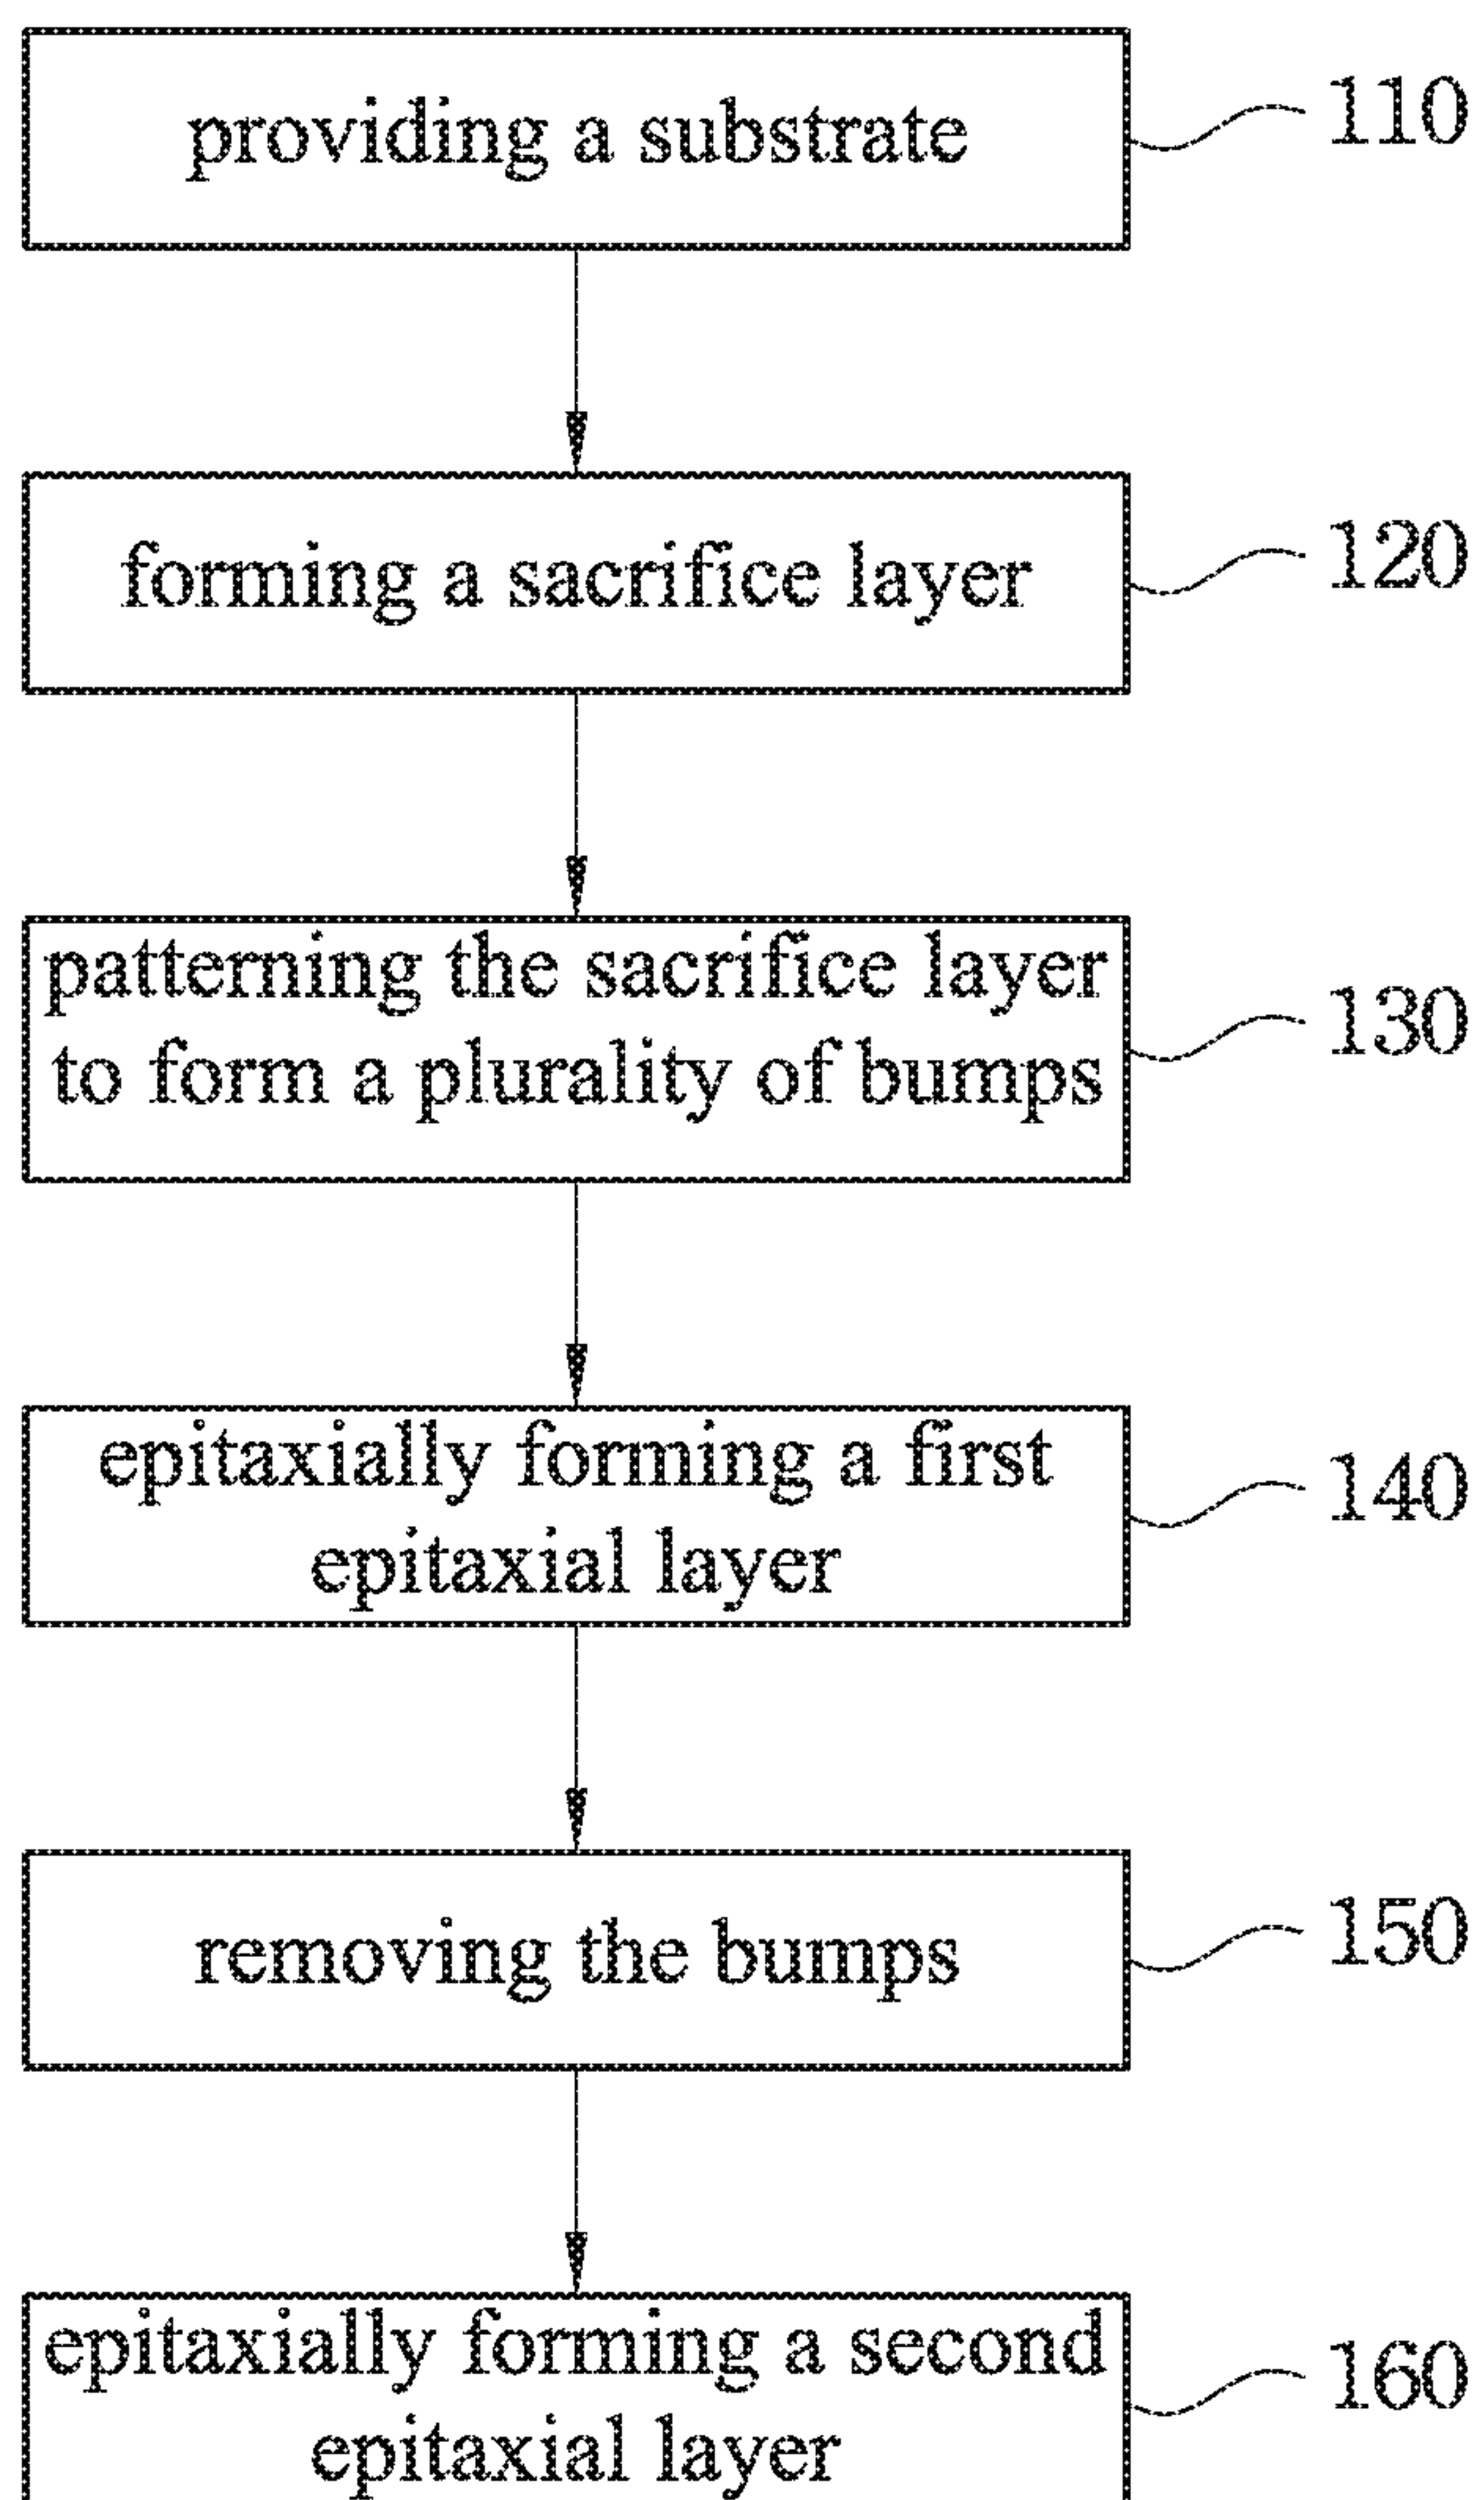 providing a substrate
110
forming a sacrifice layer
120
patterning the sacrifice layer
to form a plurality of bumps
130
epitaxially forming a first
epitaxial layer
140
removing the bumps
150
epitaxially forming a second
epitaxial layer
160